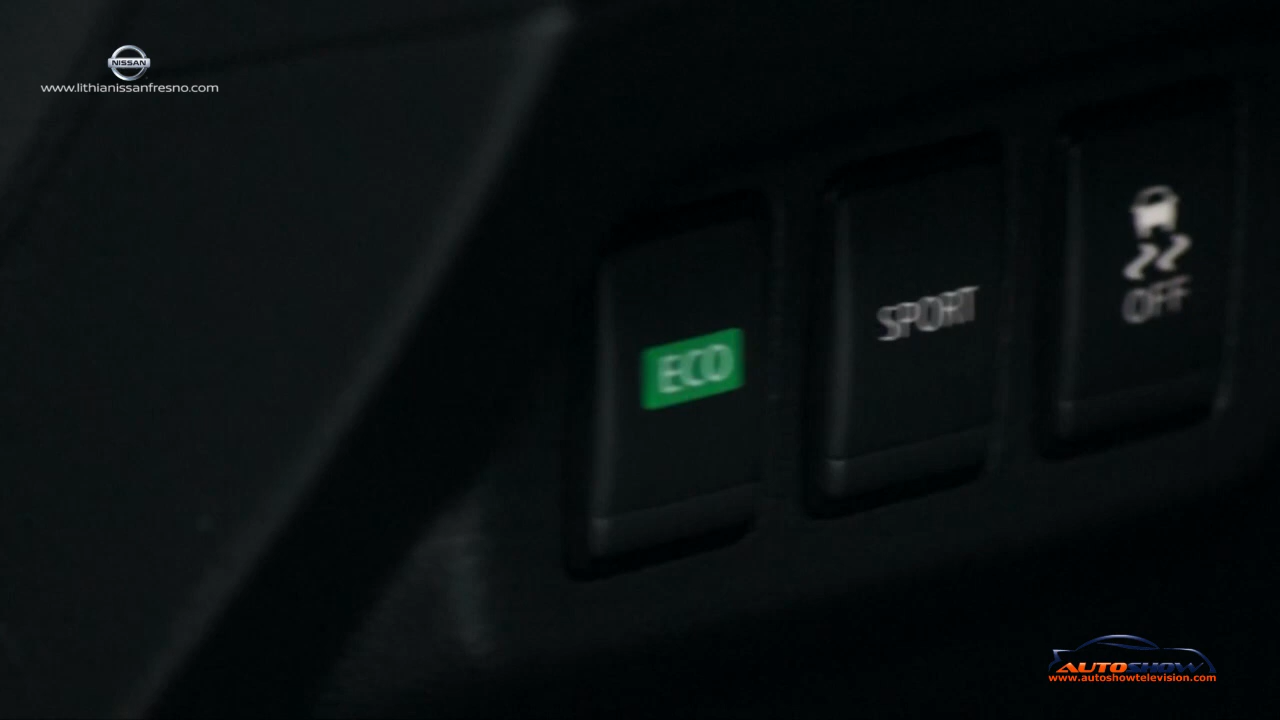 NISSAN
www.lithianissanfresno.com
ECO
SPORT
OFF
AUTOSHOW
www.autoshowtelevision.com